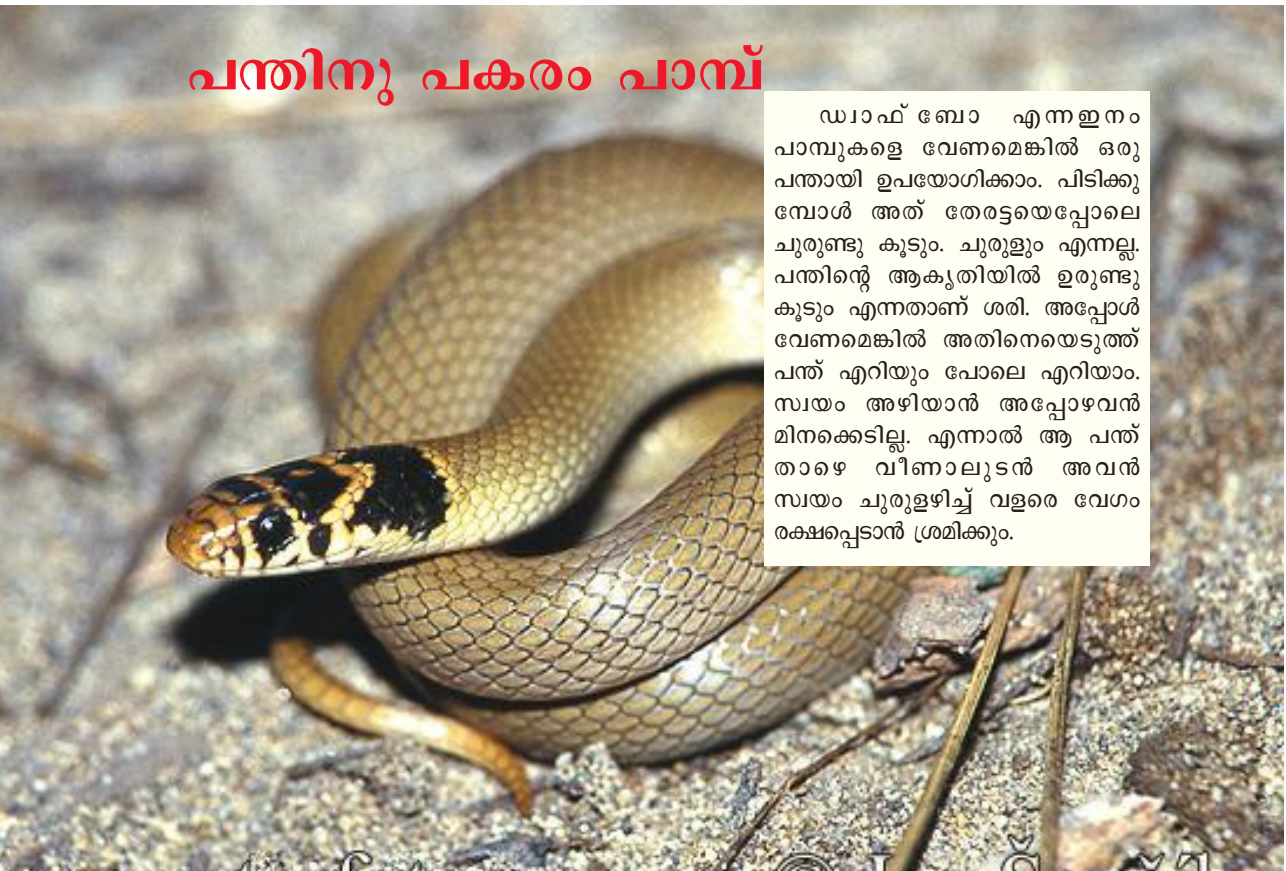 പന്തിനു പകരം പാമ്പ്
ഡ്വാഫ് ബോ എന്നഇനം
പാമ്പുകളെ വേണമെങ്കിൽ ഒരു
പന്തായി ഉപയോഗിക്കാം. പിടിക്കു
മ്പോൾ അത് തേരട്ടയെപ്പോലെ
ചുരുണ്ടു കൂടും. ചുരുളും എന്നല്ല.
പന്തിന്റെ ആകൃതിയിൽ ഉരുണ്ടു
കൂടും എന്നതാണ് ശരി. അപ്പോൾ
വേണമെങ്കിൽ അതിനെയെടുത്ത്
പന്ത് എറിയും പോലെ എറിയാം.
സ്വയം അഴിയാൻ അപ്പോഴവൻ
മിനക്കെടില്ല. എന്നാൽ ആ പന്ത്
താഴെ വീണാലുടൻ അവൻ
സ്വയം ചുരുളഴിച്ച് വളരെ വേഗം
രക്ഷപ്പെടാൻ ശ്രമിക്കും.